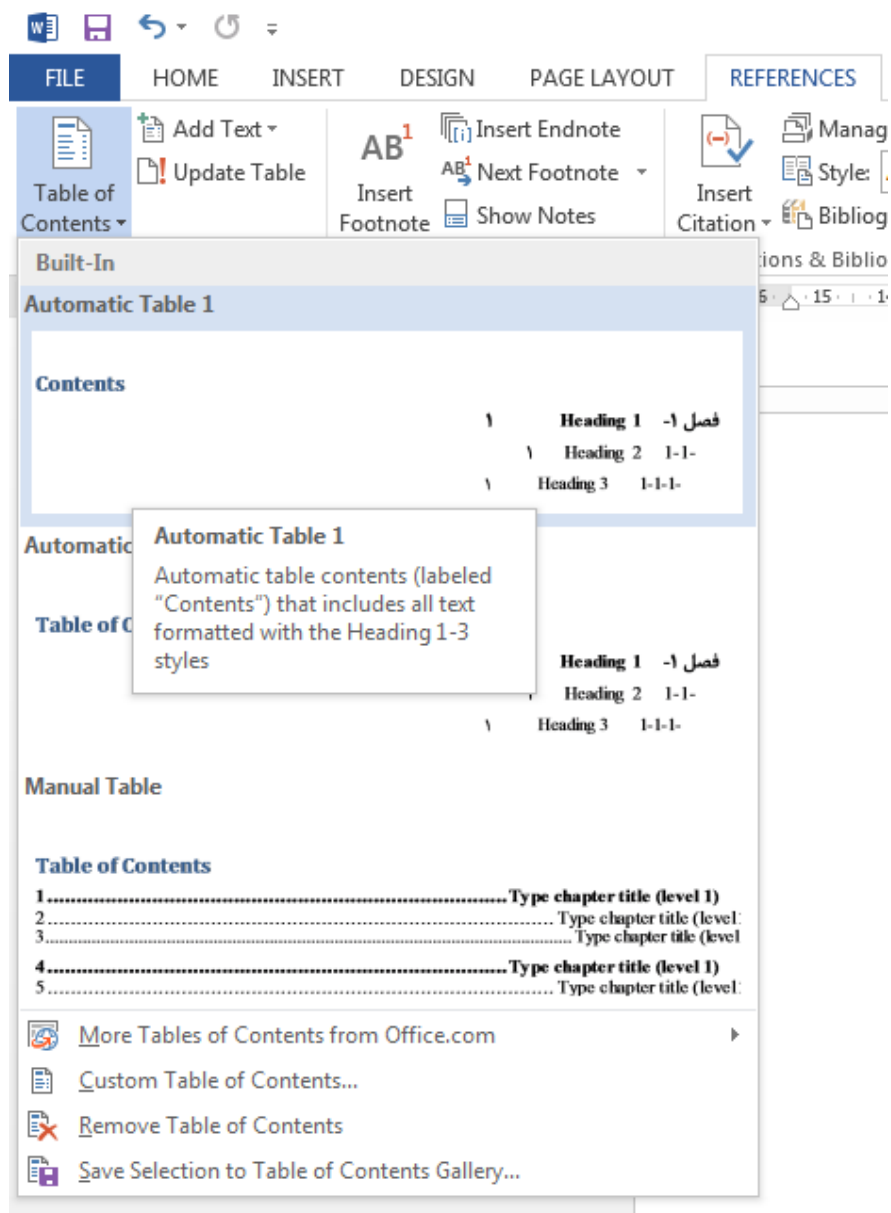 FILE HOME INSERT DESIGN PAGE LAYOUT REFERENCES
Table of
Contents
Add Text
Update Table
AB1
Insert
Footnote
Insert Endnote
AB1 Next Footnote
Show Notes
Insert
Citation
Manag
Style:
Bibliog
ions & Biblio
6 15 14
Built-In
Automatic Table 1
Contents
فصل ۱- Heading 1 ۱
1-1- Heading 2 ۱
1-1-1- Heading 3 ۱
Automatic Table 1
Automatic table contents (labeled
“Contents”) that includes all text
formatted with the Heading 1-3
styles
Automatic
Table of C
فصل ۱- Heading 1
1-1- Heading 2
1-1-1- Heading 3 ۱
Manual Table
Table of Contents
1 Type chapter title (level 1)
2 Type chapter title (level
3 Type chapter title (level
4 Type chapter title (level 1)
5 Type chapter title (level
More Tables of Contents from Office.com
Custom Table of Contents...
Remove Table of Contents
Save Selection to Table of Contents Gallery...